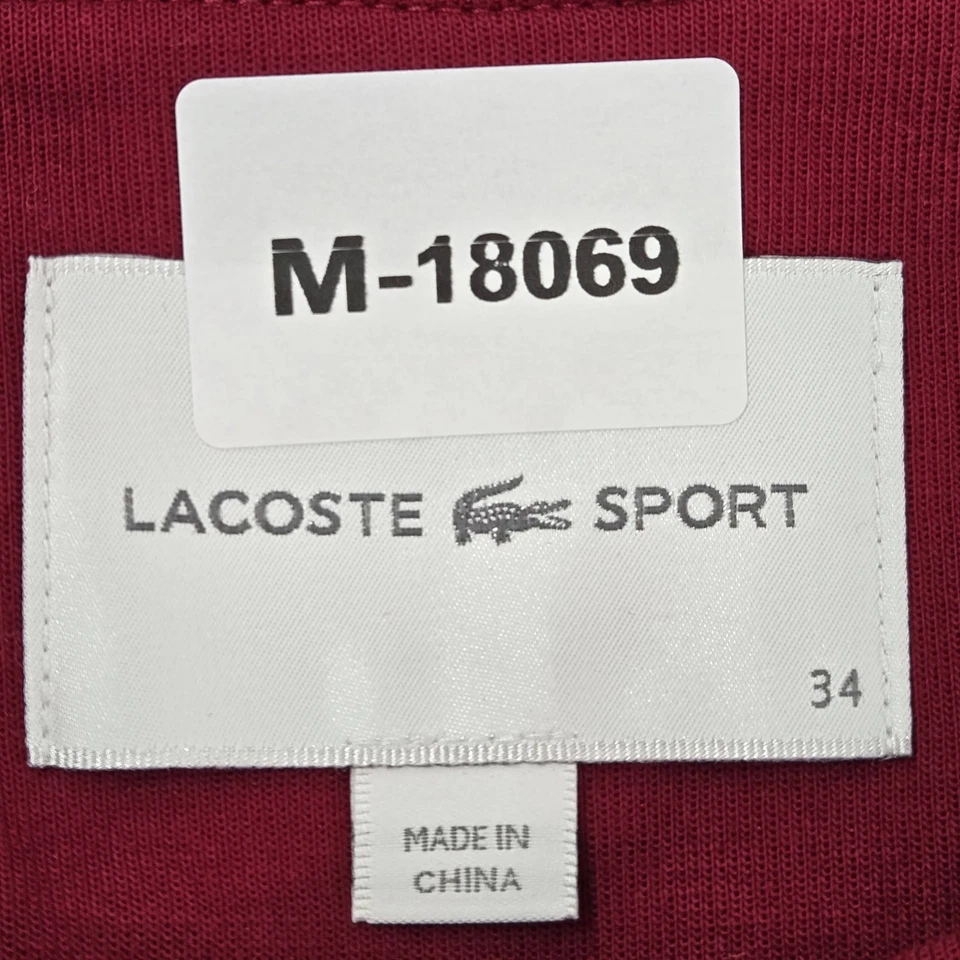 M-18069
LACOSTE SPORT
34
MADE IN
CHINA